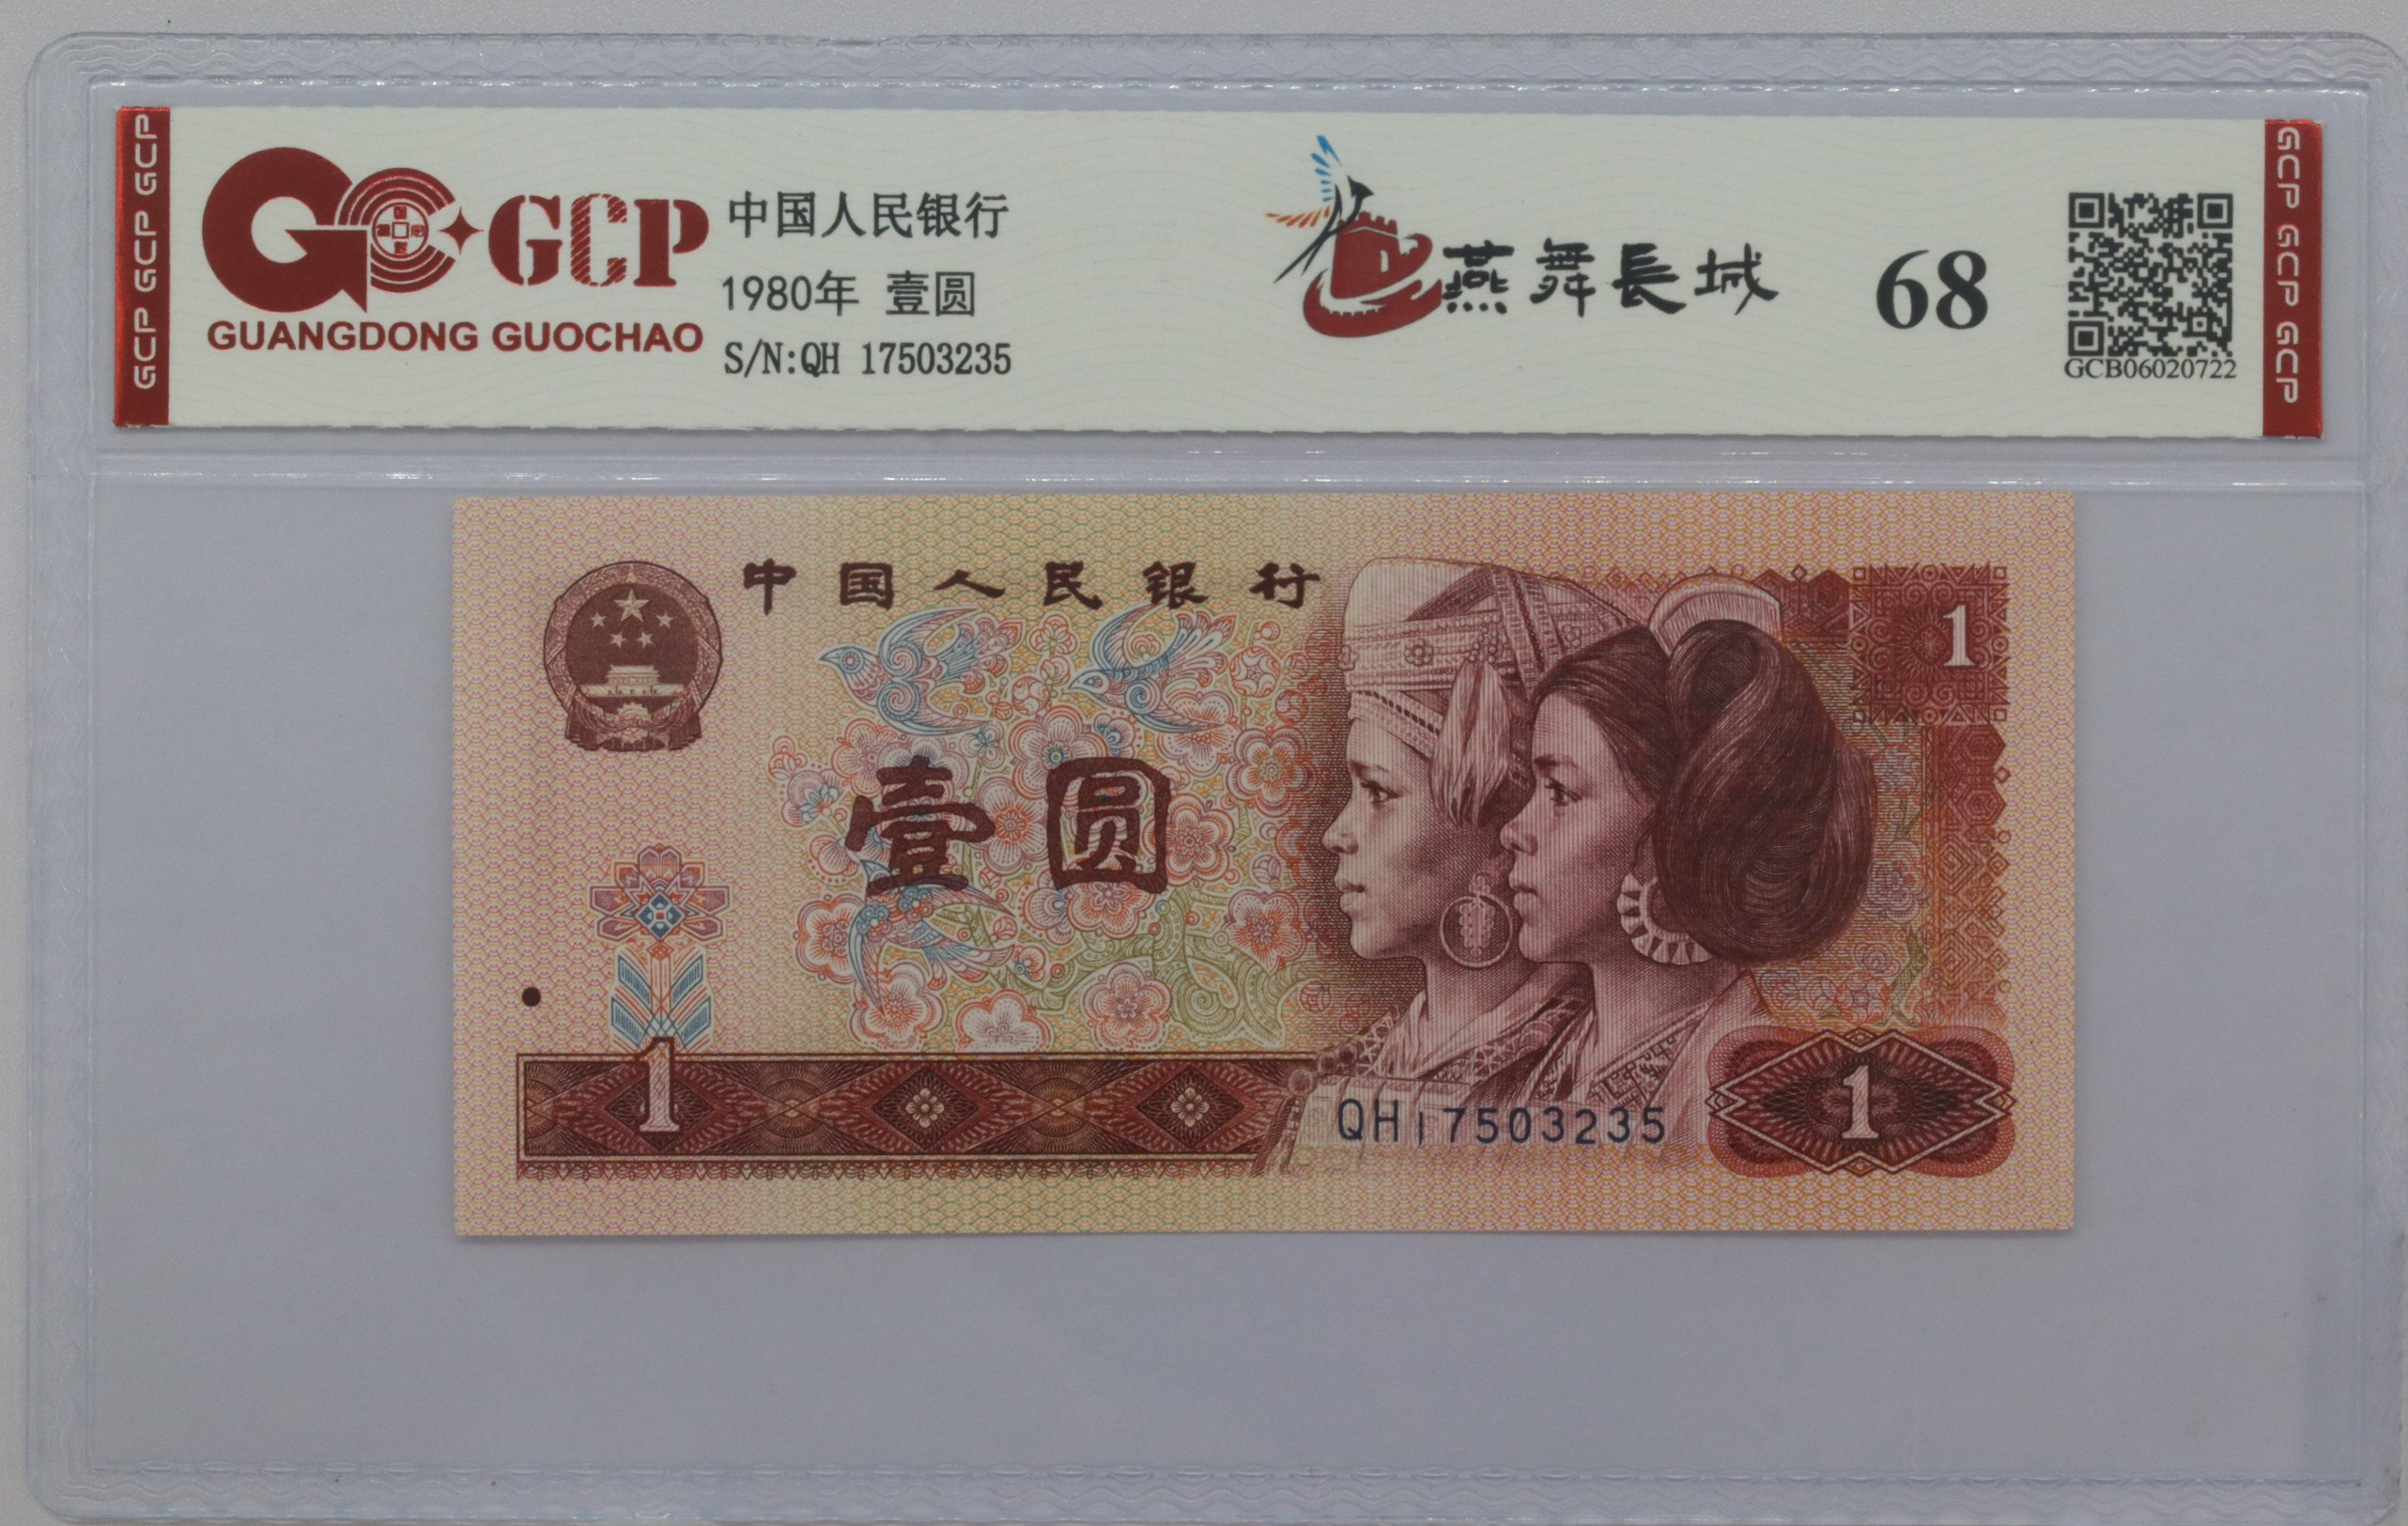 GCP GCP GCP
GCP
GUANGDONG GUOCHAO
中国人民银行
1980年 壹圆
S/N:QH 17503235
燕舞長城
68
GCB06020722
GCP GCP GCP
中国人民银行
1
壹圆
1
QH17503235
1